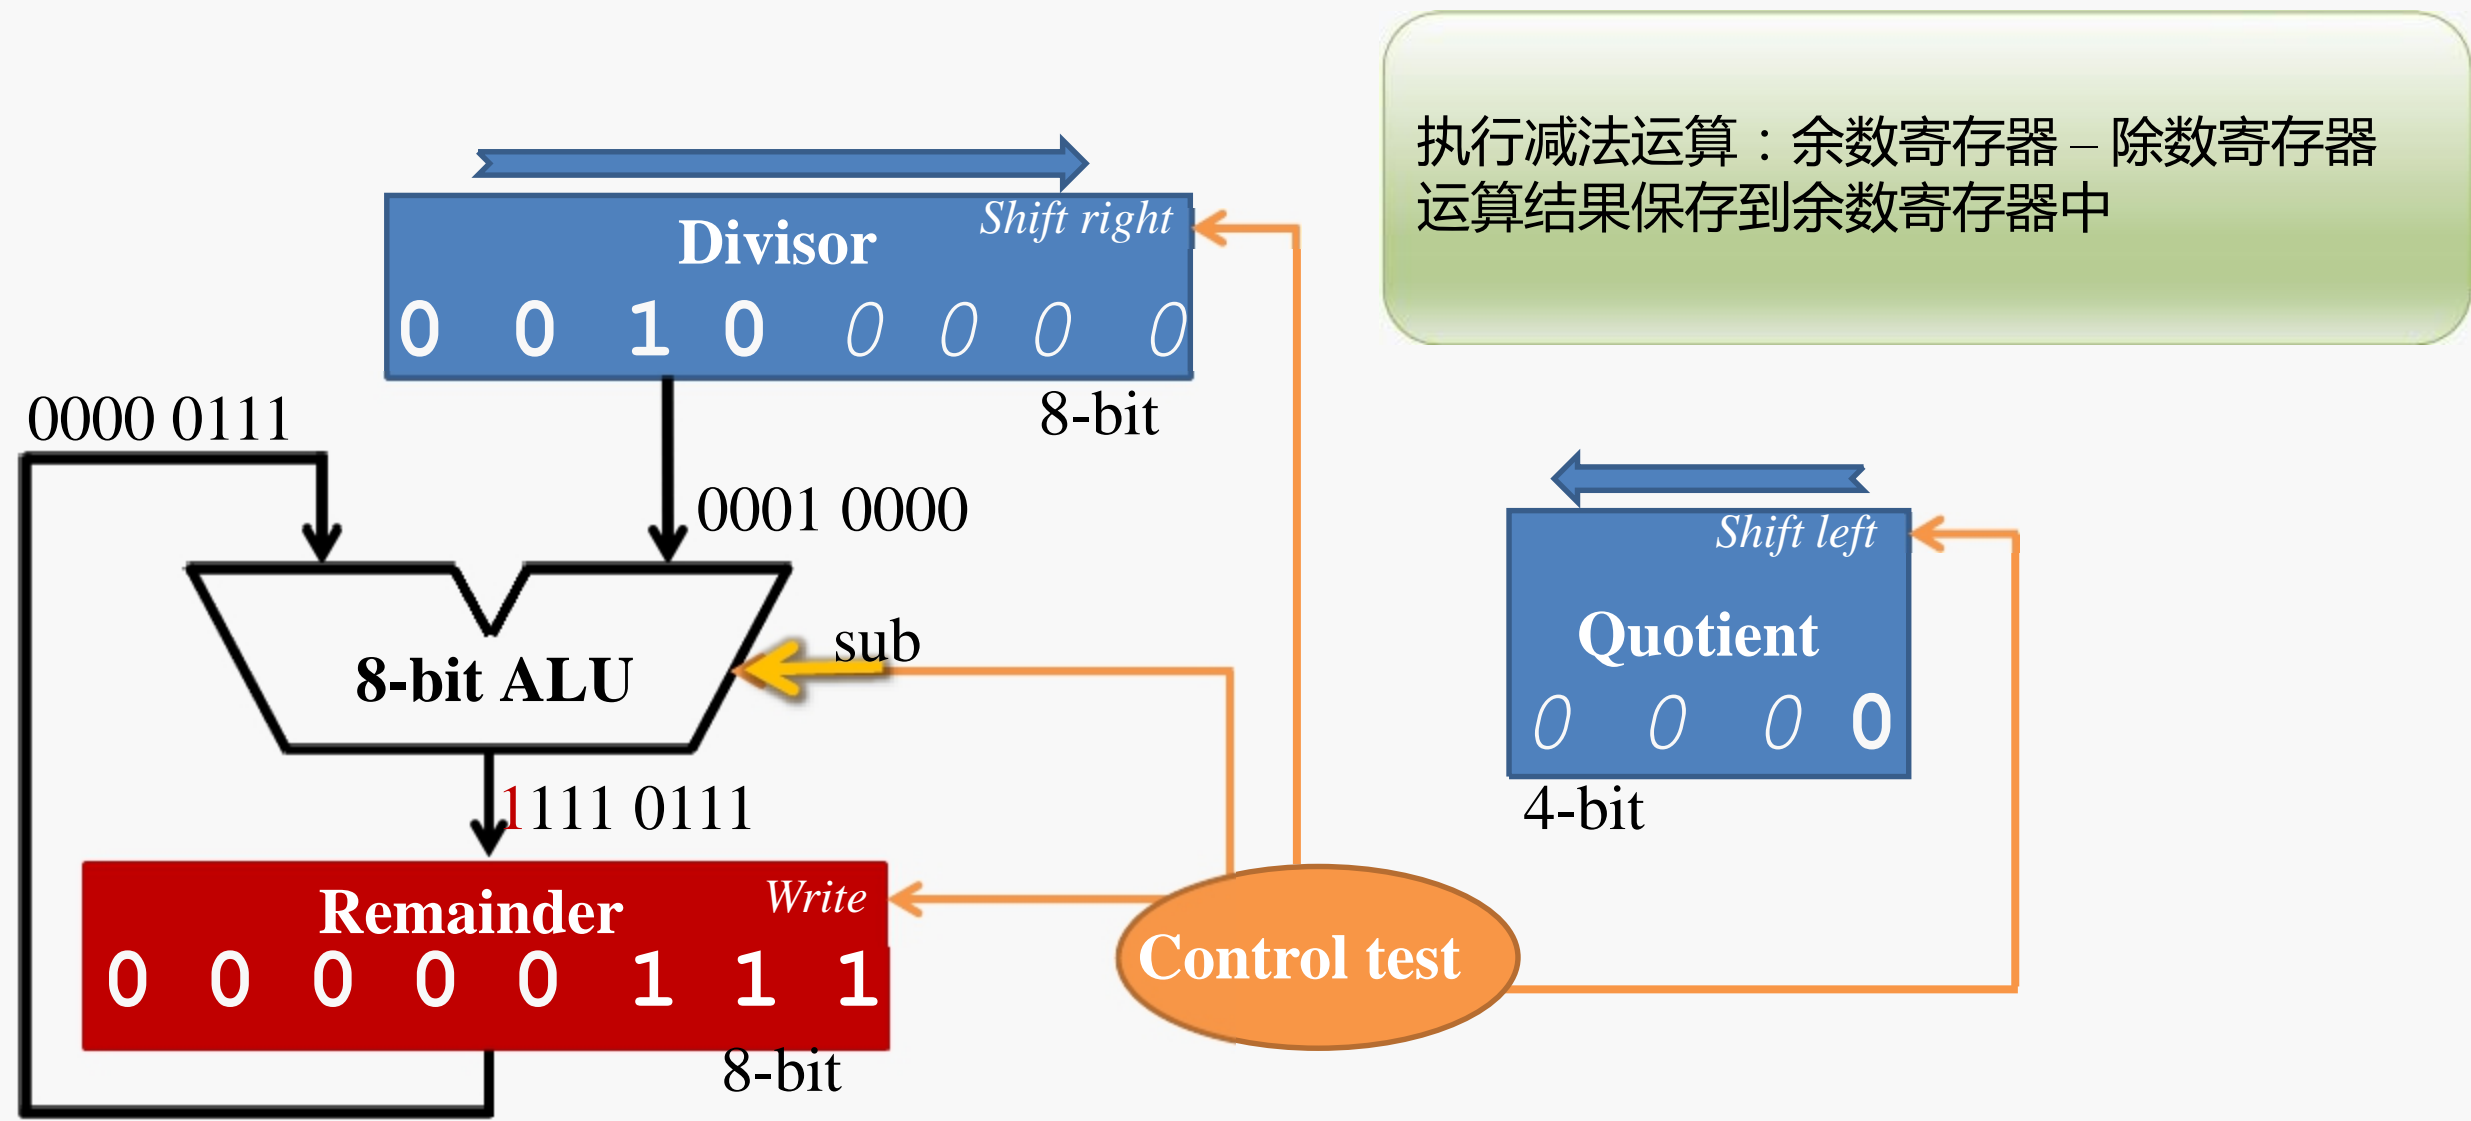 执行减法运算：余数寄存器 – 除数寄存器
运算结果保存到余数寄存器中
Shift right
Divisor
0 0 1 0 0 0 0 0
8-bit
0000 0111
0001 0000
Shift left
Quotient
0 0 0 0
4-bit
sub
8-bit ALU
1111 0111
Write
Remainder
0 0 0 0 0 1 1 1
8-bit
Control test